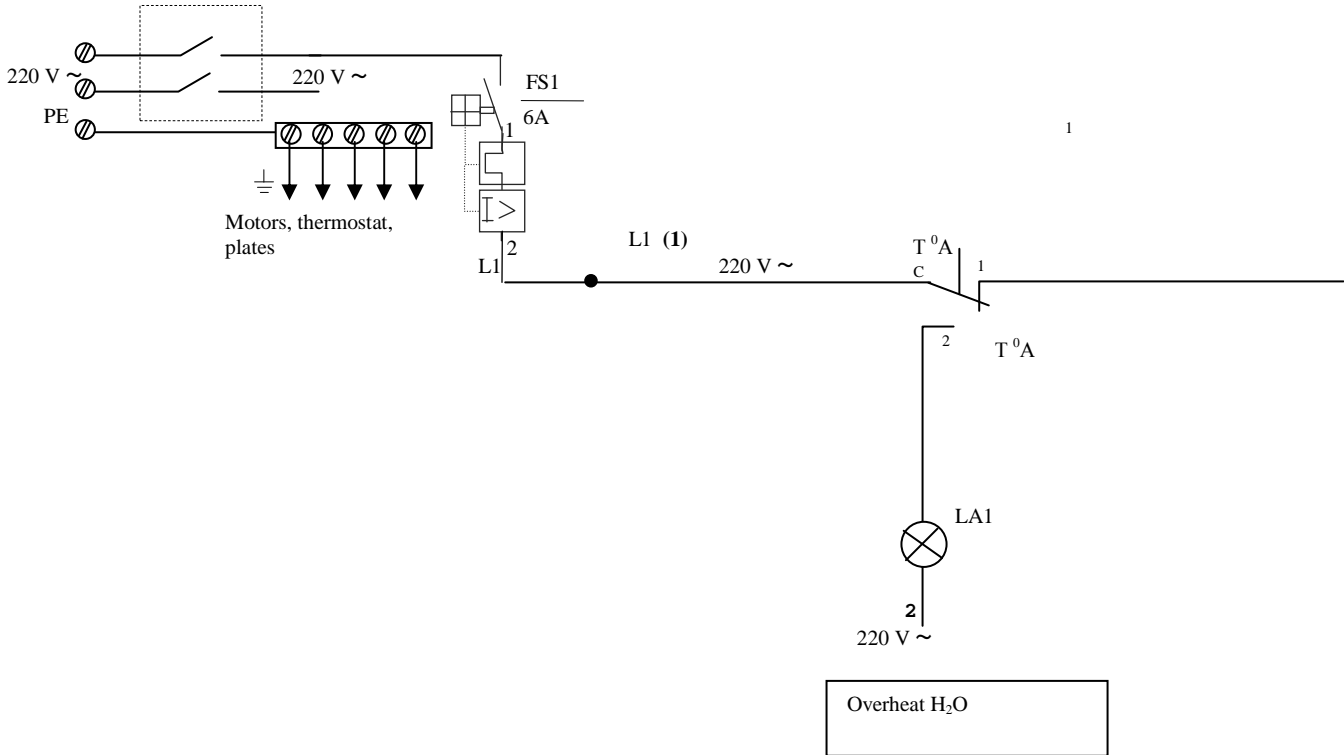 220 V ~
220 V ~
PE
FS1
6A
1
1
Motors, thermostat,
plates
2
L1
L1 (1)
220 V ~
T ⁰A
C
1
2
T ⁰A
LA1
2
220 V ~
Overheat H₂O